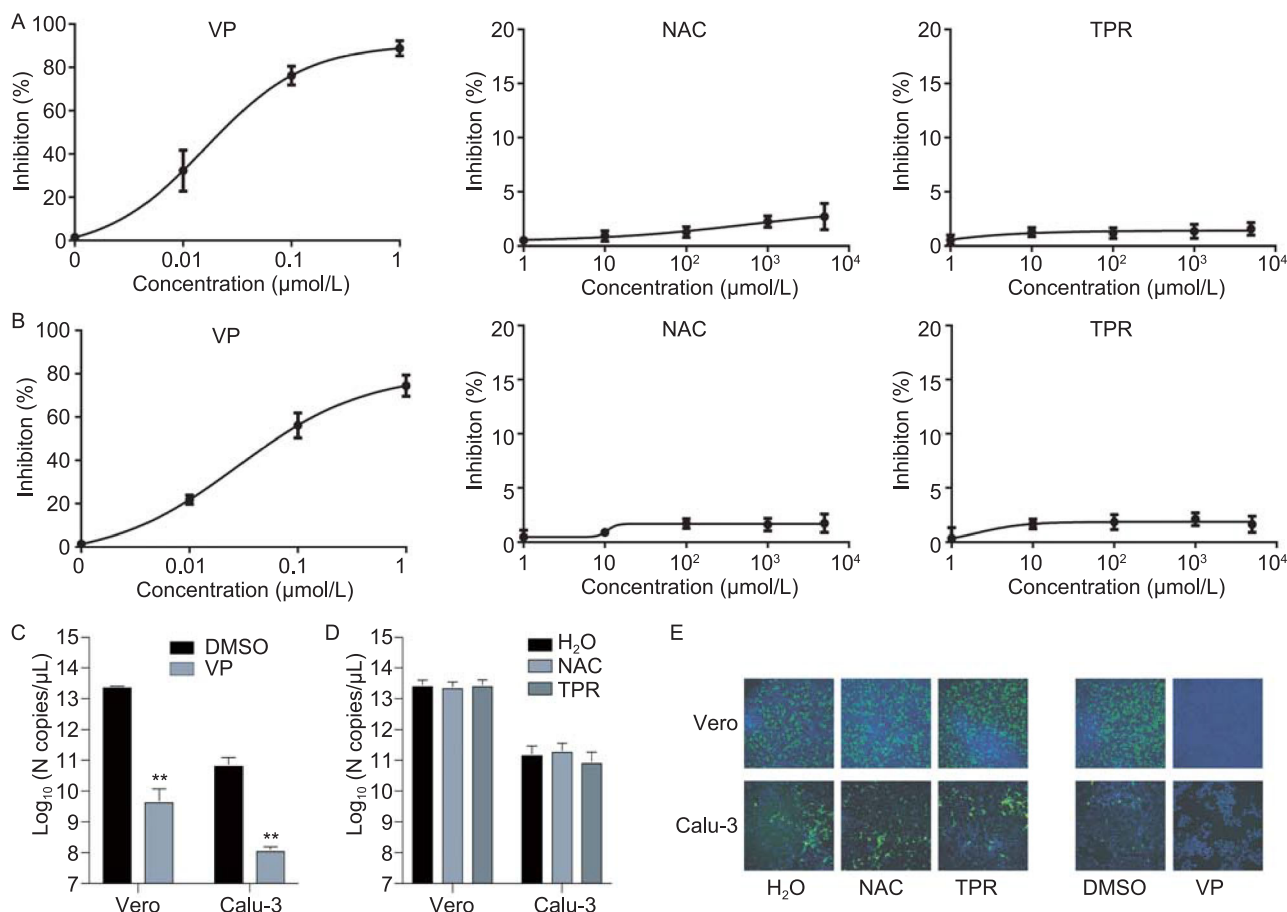 A
VP
Inhibiton (%)
100
80
60
40
20
0
0 0.01 0.1 1
Concentration (µmol/L)
NAC
Inhibiton (%)
20
15
10
5
0
1 10 10² 10³ 10⁴
Concentration (µmol/L)
TPR
Inhibiton (%)
20
15
10
5
0
1 10 10² 10³ 10⁴
Concentration (µmol/L)
B
VP
Inhibiton (%)
100
80
60
40
20
0
0 0.01 0.1 1
Concentration (µmol/L)
NAC
Inhibiton (%)
20
15
10
5
0
1 10 10² 10³ 10⁴
Concentration (µmol/L)
TPR
Inhibiton (%)
20
15
10
5
0
1 10 10² 10³ 10⁴
Concentration (µmol/L)
C
Log₁₀ (N copies/µL)
15
14
13
11
10
9
8
7
DMSO
VP
**
**
Vero Calu-3
D
Log₁₀ (N copies/µL)
15
14
13
11
10
9
8
7
H₂O
NAC
TPR
Vero Calu-3
E
Vero
Calu-3
H₂O NAC TPR DMSO VP